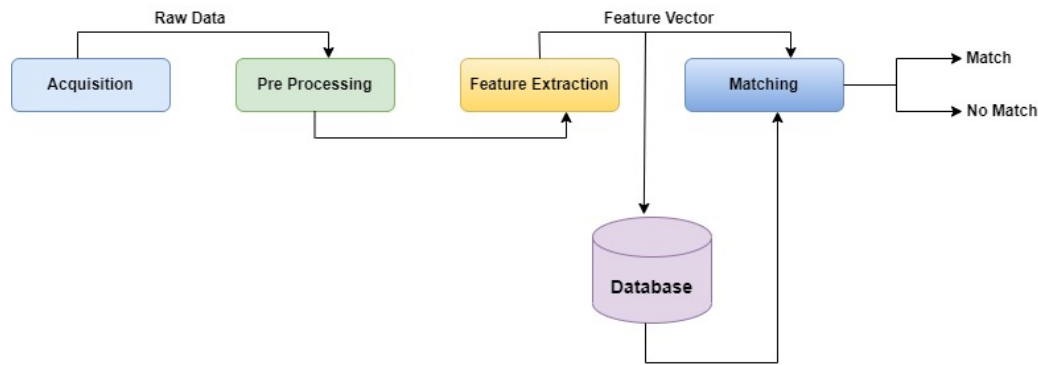 Raw Data
Feature Vector
Acquisition
Pre Processing
Feature Extraction
Matching
Match
No Match
Database